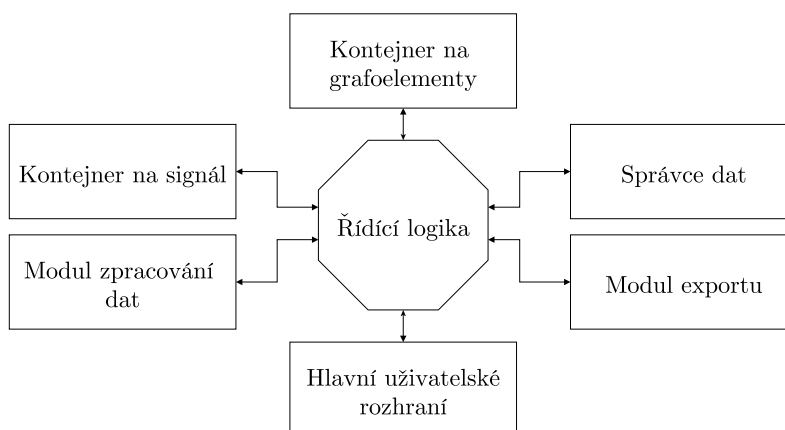 Kontejner na
grafoelementy
Kontejner na signál
Správce dat
Řídící logika
Modul zpracování
dat
Modul exportu
Hlavní uživatelské
rozhraní